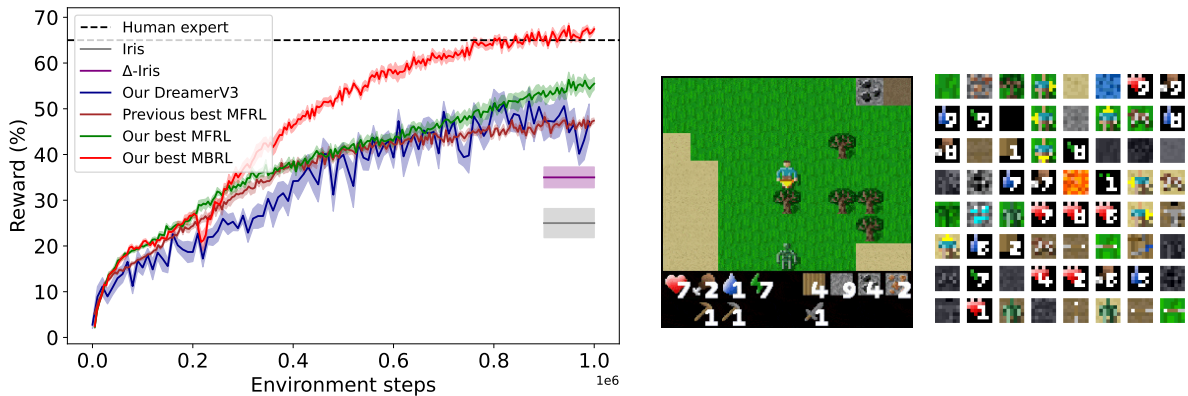 Reward (%)
70
60
50
40
30
20
10
0
Human expert
Iris
Δ-Iris
Our DreamerV3
Previous best MFRL
Our best MFRL
Our best MBRL
0.0 0.2 0.4 0.6 0.8 1.0
1e6
Environment steps
7 2 1 7 4 9 4 2
1 1 1